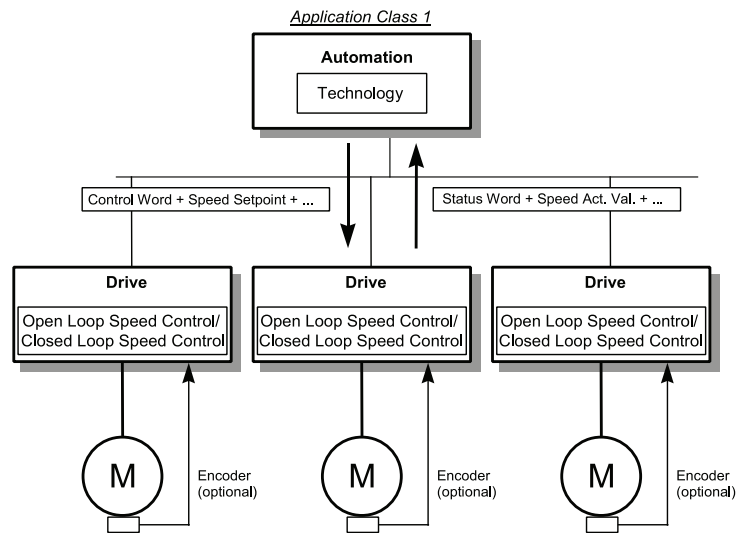 Application Class 1
Automation
Technology
Control Word + Speed Setpoint + ...
Status Word + Speed Act. Val. + ...
Drive
Open Loop Speed Control/
Closed Loop Speed Control
Drive
Open Loop Speed Control/
Closed Loop Speed Control
Drive
Open Loop Speed Control/
Closed Loop Speed Control
M
Encoder
(optional)
M
Encoder
(optional)
M
Encoder
(optional)